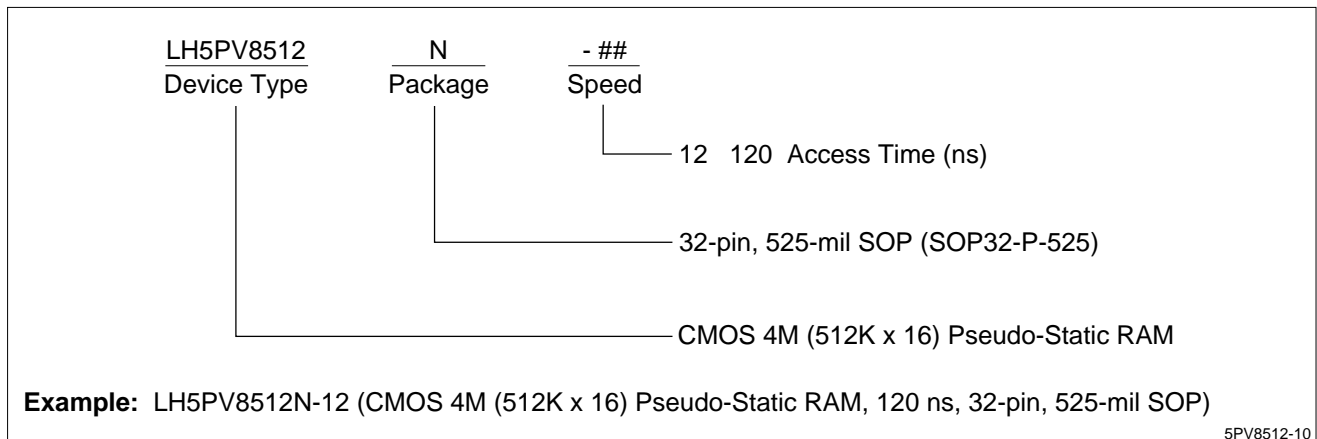 LH5PV8512 N - ##
Device Type Package Speed
12 120 Access Time (ns)
32-pin, 525-mil SOP (SOP32-P-525)
CMOS 4M (512K x 16) Pseudo-Static RAM
Example: LH5PV8512N-12 (CMOS 4M (512K x 16) Pseudo-Static RAM, 120 ns, 32-pin, 525-mil SOP)
5PV8512-10